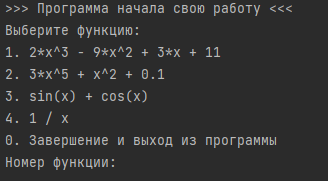 >>> Программа начала свою работу <<<
Выберите функцию:
1. 2*x^3 - 9*x^2 + 3*x + 11
2. 3*x^5 + x^2 + 0.1
3. sin(x) + cos(x)
4. 1 / x
0. Завершение и выход из программы
Номер функции: